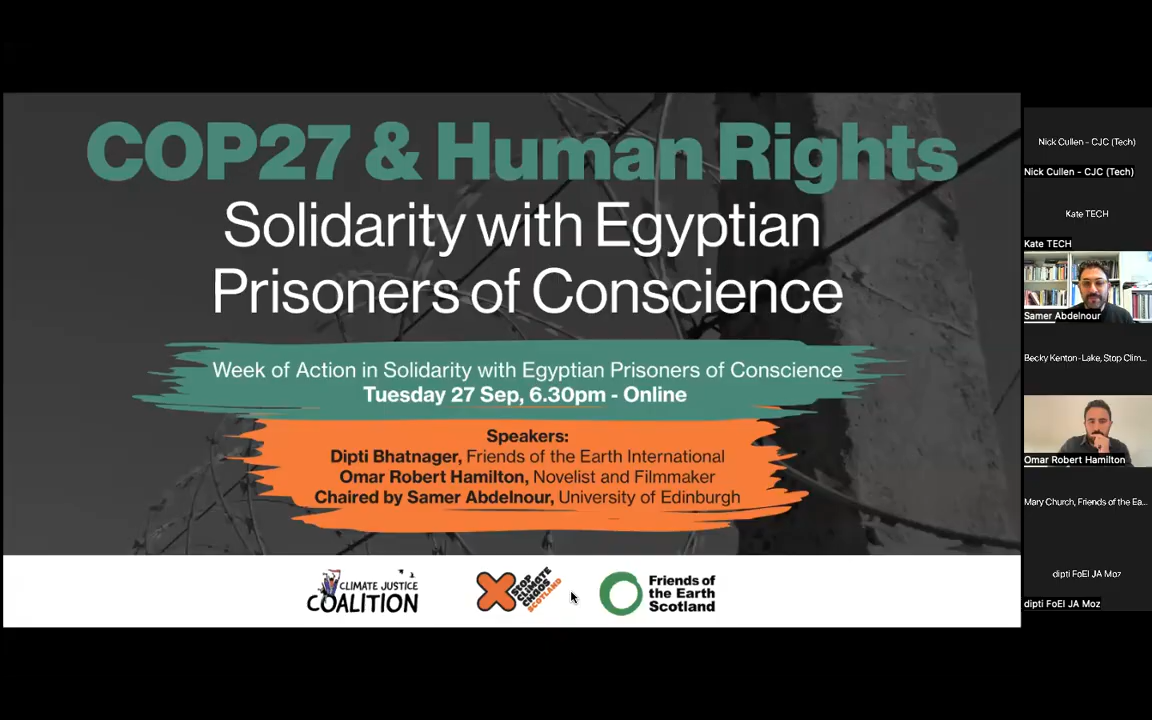 COP27 & Human Rights
Solidarity with Egyptian
Prisoners of Conscience
Week of Action in Solidarity with Egyptian Prisoners of Conscience
Tuesday 27 Sep, 6.30pm - Online
Speakers:
Dipti Bhatnager, Friends of the Earth International
Omar Robert Hamilton, Novelist and Filmmaker
Chaired by Samer Abdelnour, University of Edinburgh
CLIMATE JUSTICE
COALITION
STOP
CLIMATE
CHAOS
SCOTLAND
Friends of
the Earth
Scotland
Nick Cullen - CJC (Tech)
Nick Cullen - CJC (Tech)
Kate TECH
Kate TECH
Samer Abdelnour
Becky Kenton-Lake, Stop Clim...
Omar Robert Hamilton
Mary Church, Friends of the Ea...
dipti FoEI JA Moz
dipti FoEI JA Moz